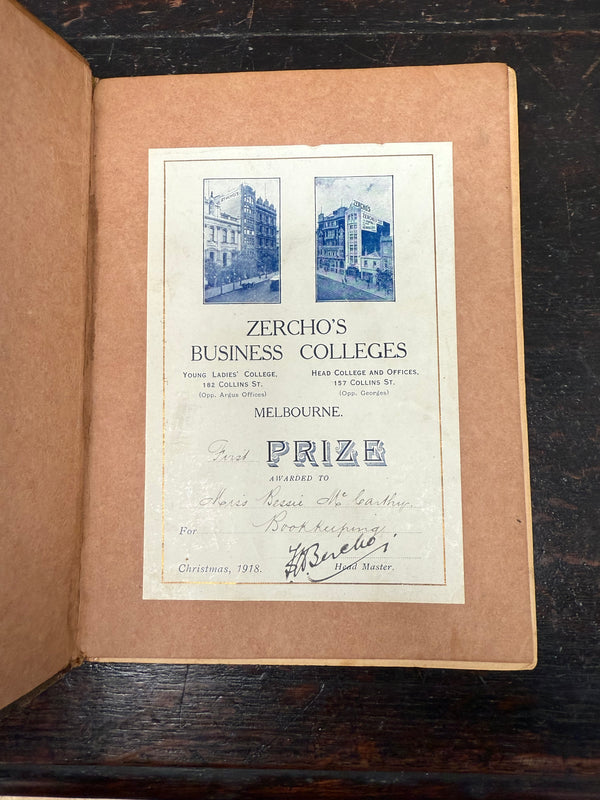 ZERCHO'S
ZERCHO'S
BUSINESS COLLEGES
YOUNG LADIES' COLLEGE,
182 COLLINS ST.
(Opp. Argus Offices)
HEAD COLLEGE AND OFFICES,
157 COLLINS ST.
(Opp. Georges)
MELBOURNE.
First PRIZE
AWARDED TO
Miss Bessie McCarthy.
For Bookkeeping
Christmas, 1918.
Head Master.